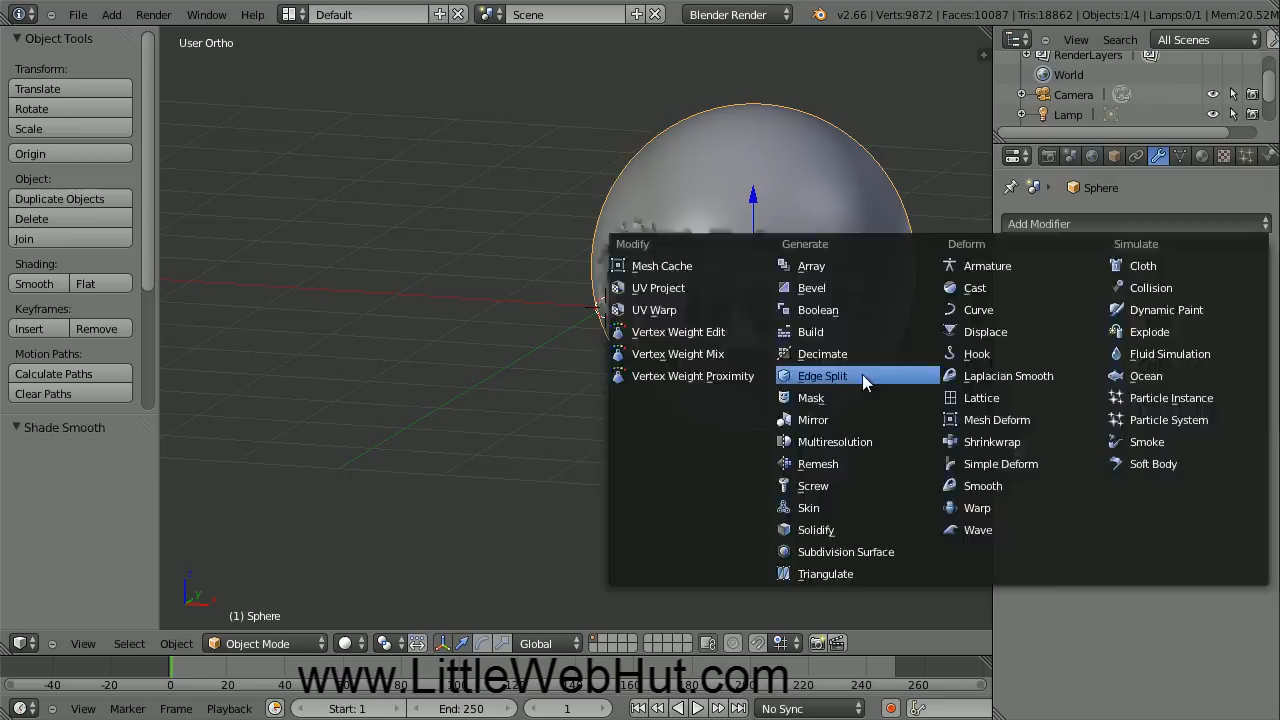 File Add Render Window Help Default Scene Blender Render v2.66 | Verts:9872 | Faces:10087 | Tris:18862 | Objects:1/4 | Lamps:0/1 | Mem:20.52M
Object Tools
User Ortho
View Search All Scenes
RenderLayers
World
Camera
Lamp
Transform:
Translate
Rotate
Scale
Origin
Object:
Duplicate Objects
Delete
Join
Shading:
Smooth Flat
Keyframes:
Insert Remove
Motion Paths:
Calculate Paths
Clear Paths
Shade Smooth
Sphere
Add Modifier
Modify
Mesh Cache
UV Project
UV Warp
Vertex Weight Edit
Vertex Weight Mix
Vertex Weight Proximity
Generate
Array
Bevel
Boolean
Build
Decimate
Edge Split
Mask
Mirror
Multiresolution
Remesh
Screw
Skin
Solidify
Subdivision Surface
Triangulate
Deform
Armature
Cast
Curve
Displace
Hook
Laplacian Smooth
Lattice
Mesh Deform
Shrinkwrap
Simple Deform
Smooth
Warp
Wave
Simulate
Cloth
Collision
Dynamic Paint
Explode
Fluid Simulation
Ocean
Particle Instance
Particle System
Smoke
Soft Body
z
y
x
(1) Sphere
View Select Object Object Mode Global
www.LittleWebHut.com
-40 -20 0 20 40 60 80 100 120 140 160 180 200 220 240 260
View Marker Frame Playback Start: 1 End: 250 1 No Sync